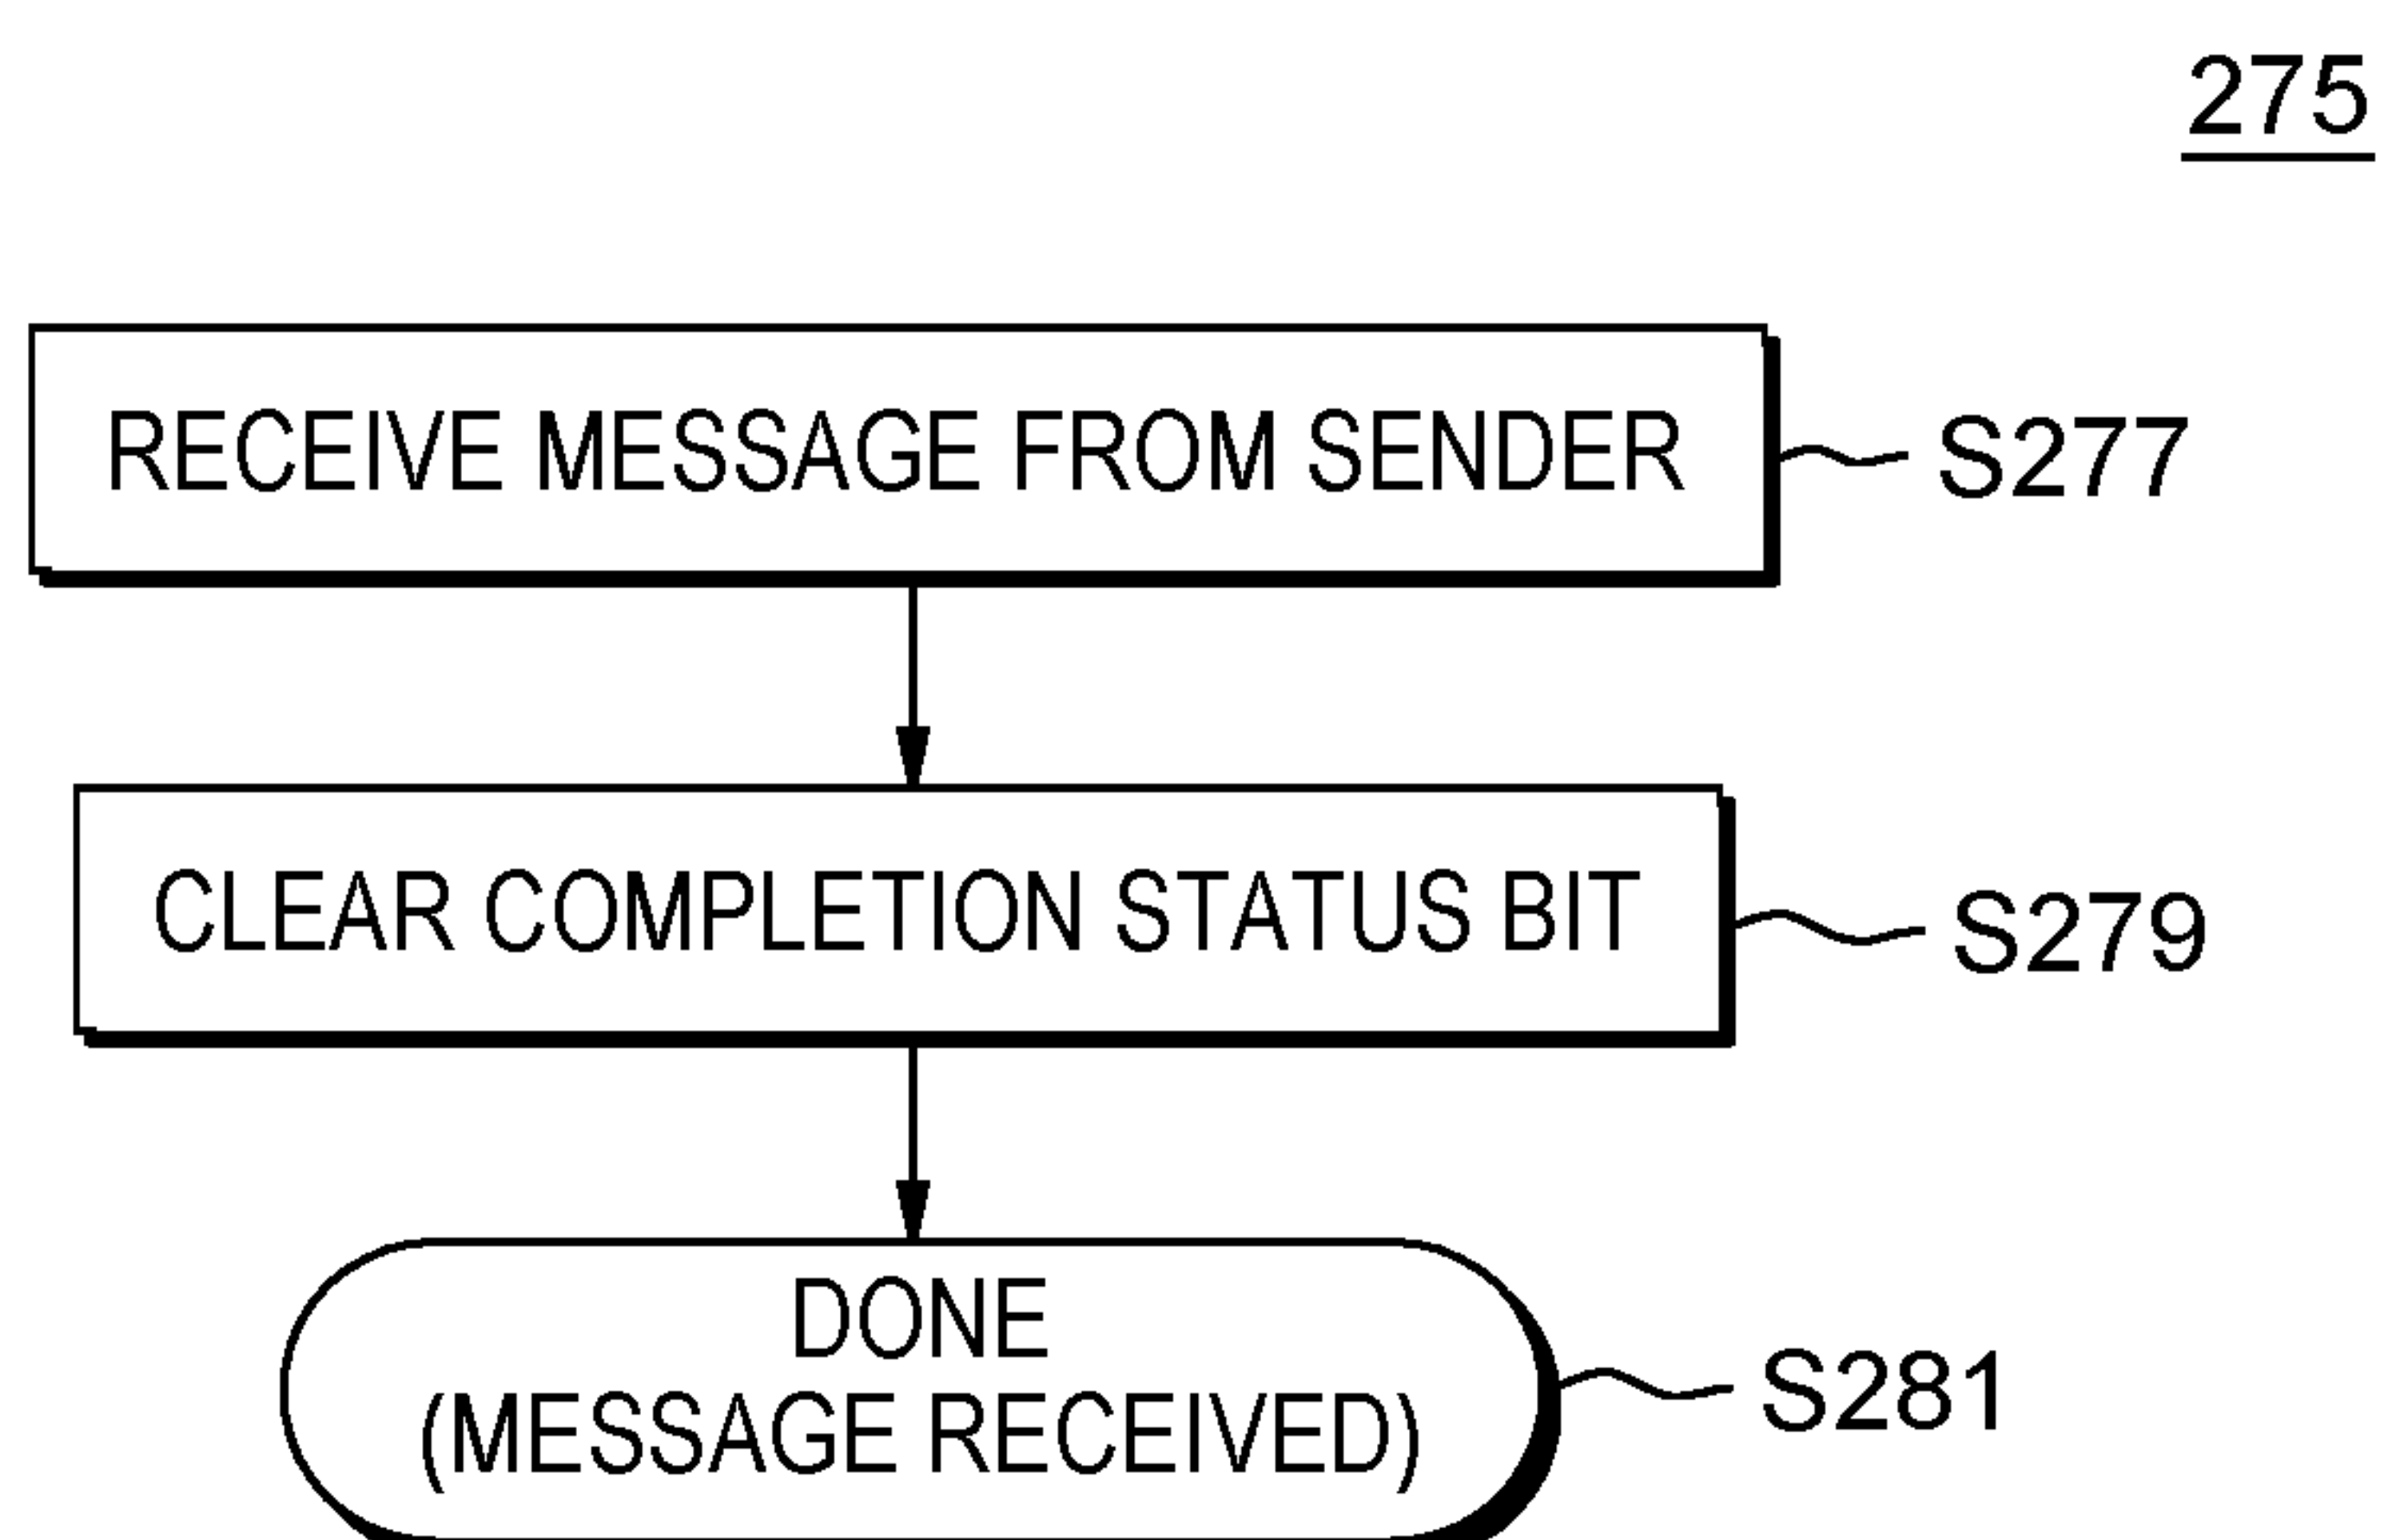 275
RECEIVE MESSAGE FROM SENDER
S277
CLEAR COMPLETION STATUS BIT
S279
DONE
(MESSAGE RECEIVED)
S281